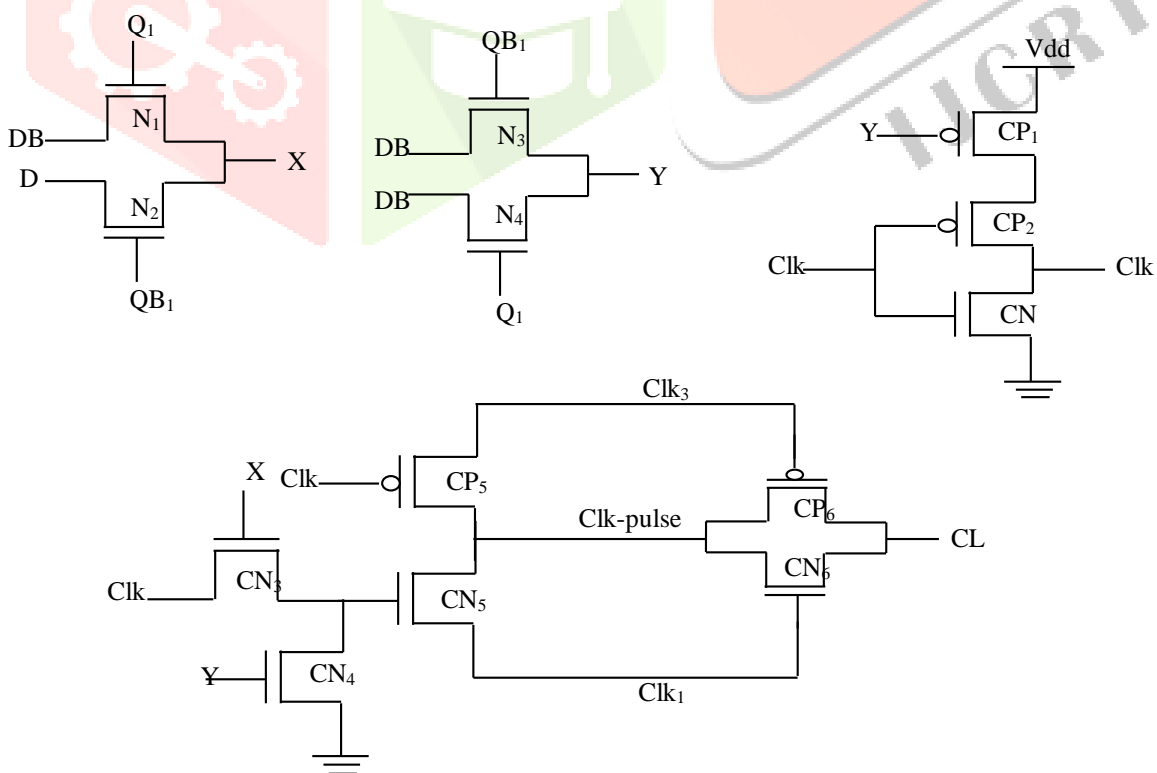 Q₁
N₁
DB
X
D
N₂
QB₁
QB₁
N₃
DB
Y
DB
N₄
Q₁
Vdd
Y
CP₁
CP₂
Clk
Clk
CN
IJCRT
Clk₃
X
Clk
CP₅
Clk-pulse
CP₆
CL
Clk
CN₃
CN₅
CN₆
Y
CN₄
Clk₁